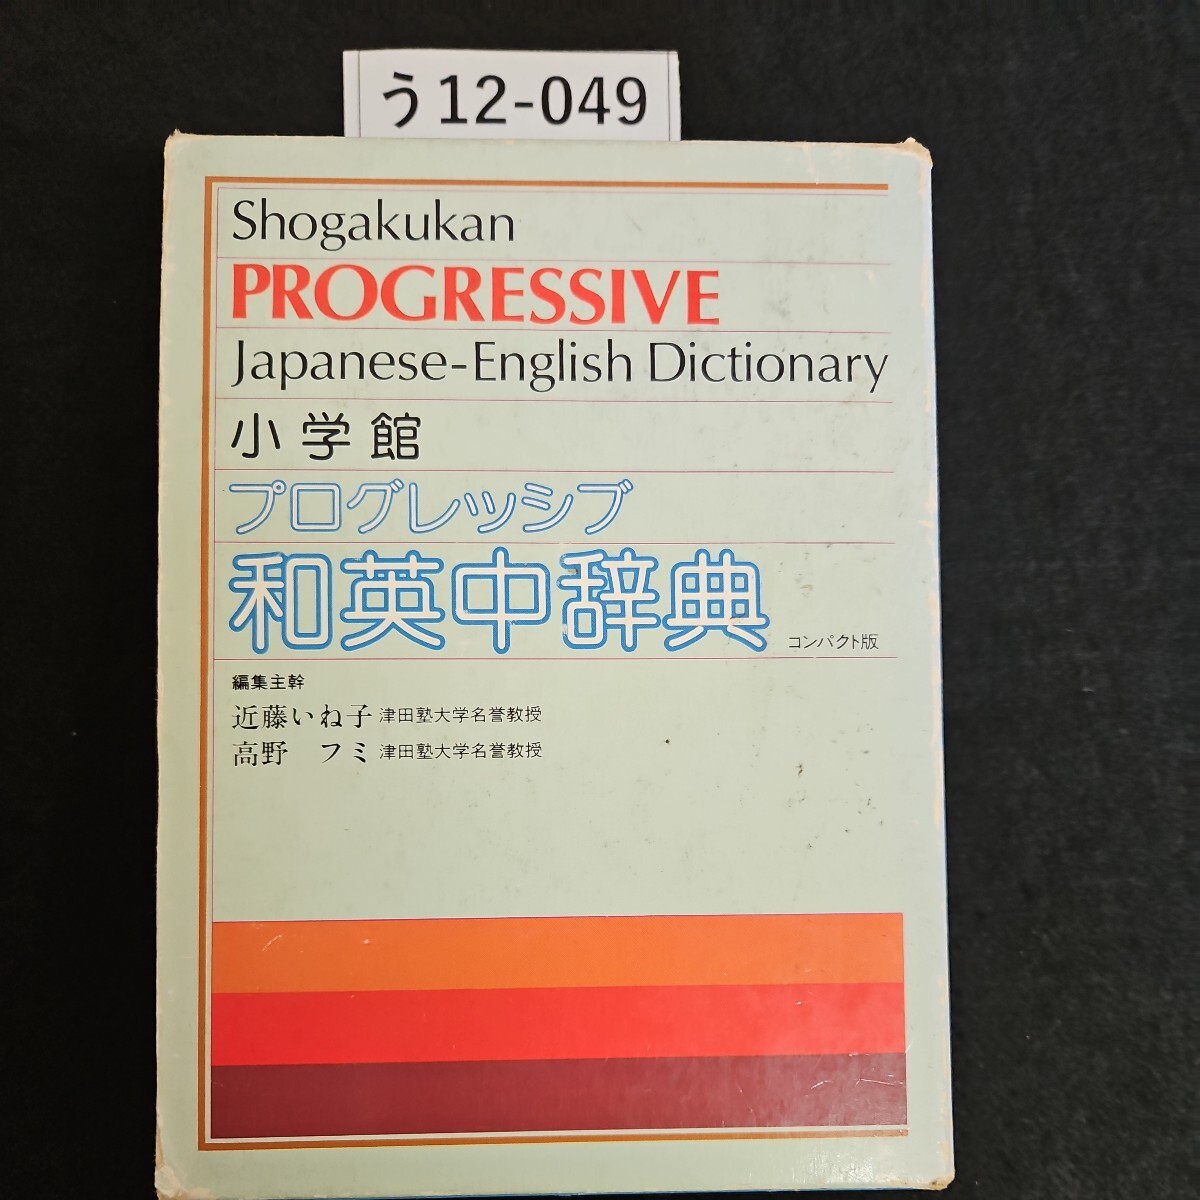 う12-049
Shogakukan
PROGRESSIVE
Japanese-English Dictionary
小学館
プログレッシブ
和英中辞典 コンパクト版
編集主幹
近藤いね子 津田塾大学名誉教授
高野 フミ 津田塾大学名誉教授